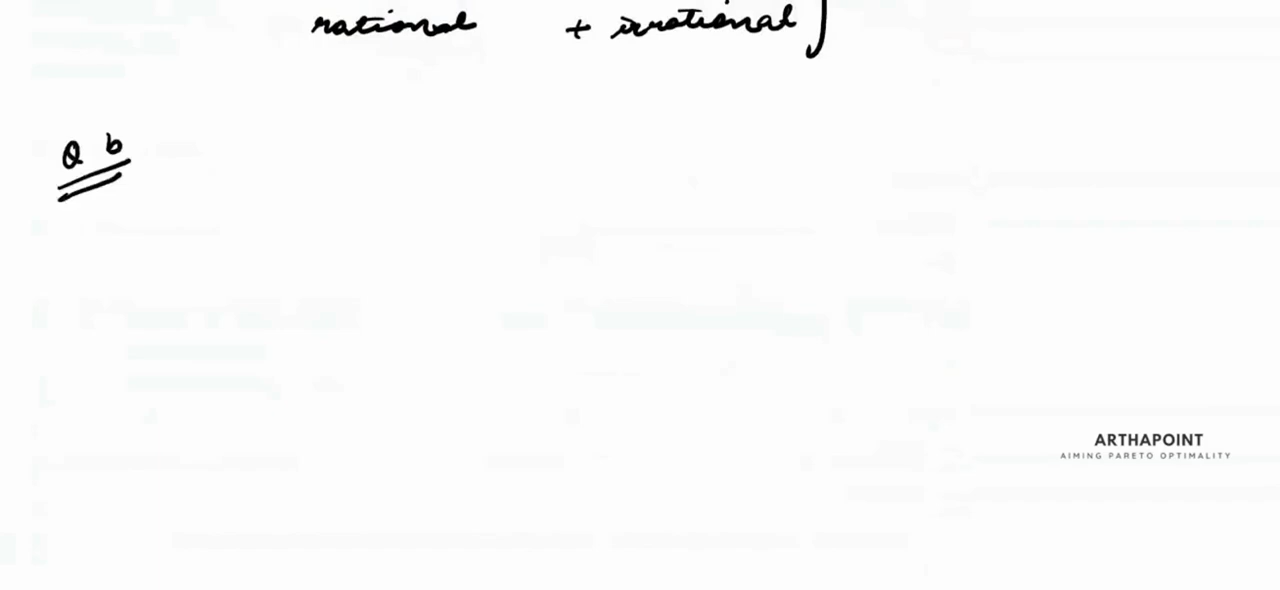 rational + irrational]
Q b
ARTHAPOINT
AIMING PARETO OPTIMALITY